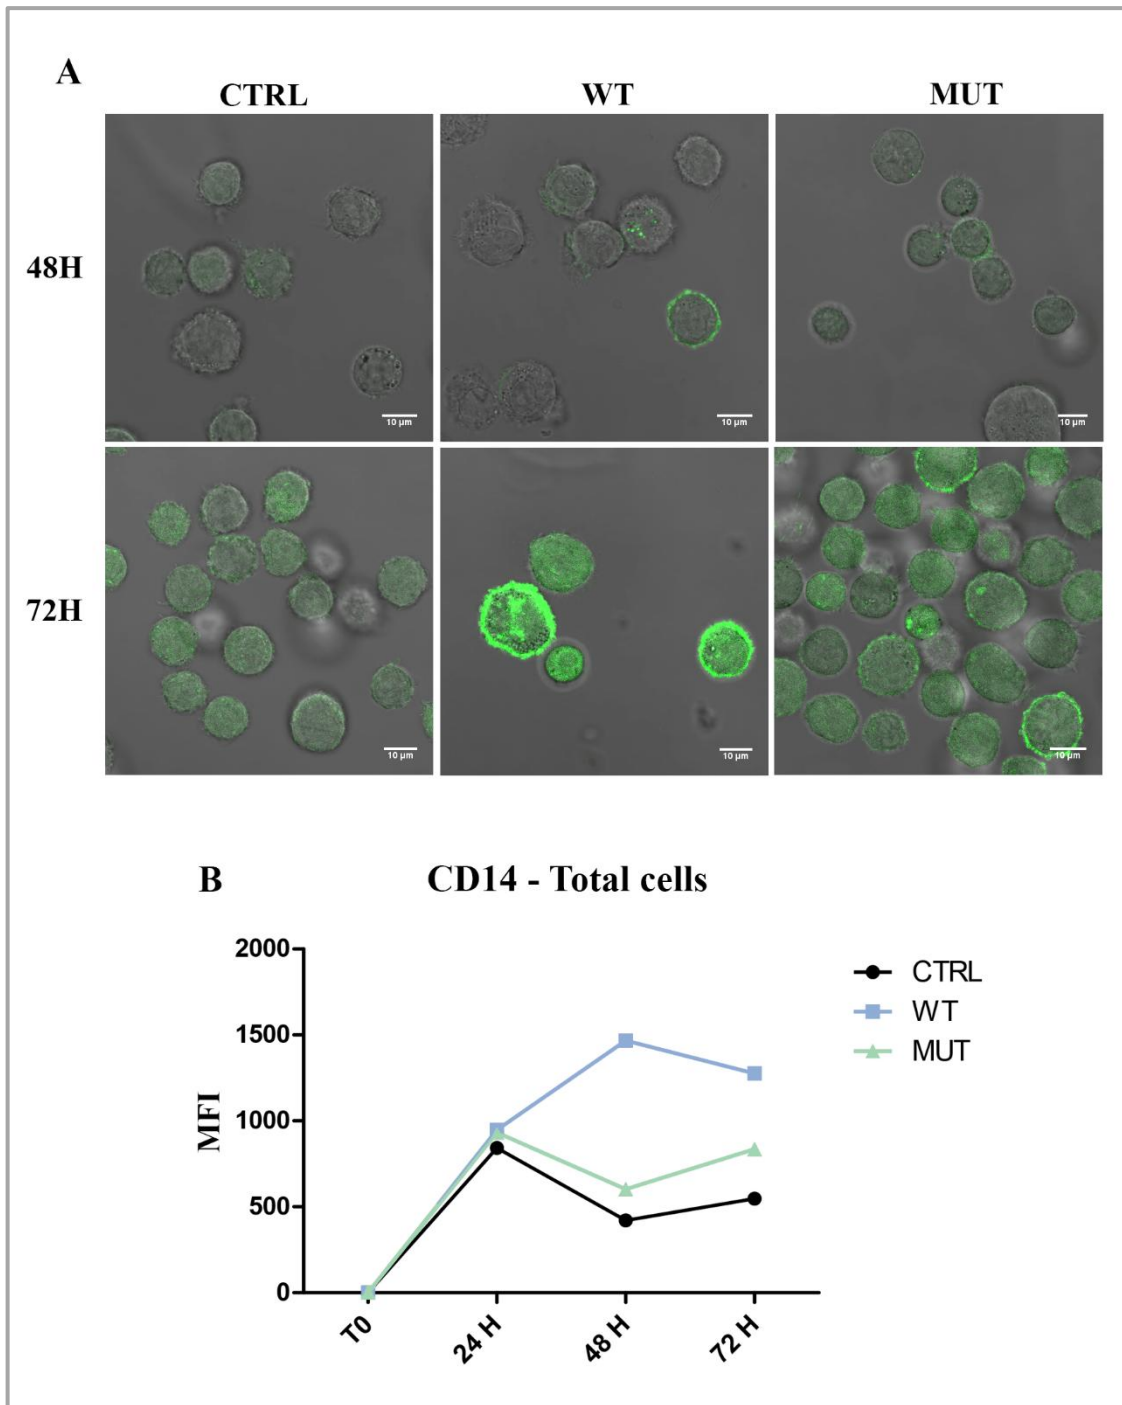 A
CTRL WT MUT
48H
10 µm 10 µm 10 µm
72H
10 µm 10 µm 10 µm
B CD14 - Total cells
2000
1500
1000
500
0
MFI
T0 24 H 48 H 72 H
CTRL
WT
MUT